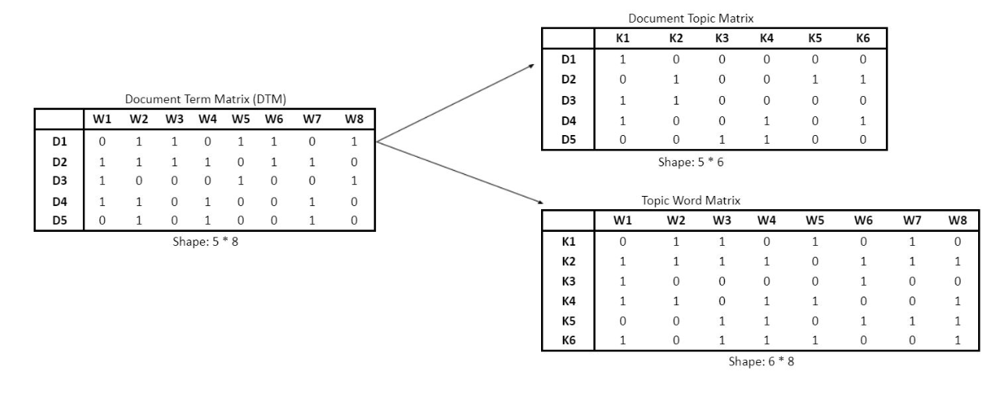 Document Term Matrix (DTM)
W1 W2 W3 W4 W5 W6 W7 W8
D1 0 1 1 0 1 1 0 1
D2 1 1 1 1 0 1 1 0
D3 1 0 0 0 1 0 0 1
D4 1 1 0 1 0 0 1 0
D5 0 1 0 1 0 0 1 0
Shape: 5 * 8
Document Topic Matrix
K1 K2 K3 K4 K5 K6
D1 1 0 0 0 0 0
D2 0 1 0 0 1 1
D3 1 1 0 0 0 0
D4 1 0 0 1 0 1
D5 0 0 1 1 0 0
Shape: 5 * 6
Topic Word Matrix
W1 W2 W3 W4 W5 W6 W7 W8
K1 0 1 1 0 1 0 1 0
K2 1 1 1 1 0 1 1 1
K3 1 0 0 0 0 1 0 0
K4 1 1 0 1 1 0 0 1
K5 0 0 1 1 0 1 1 1
K6 1 0 1 1 1 0 0 1
Shape: 6 * 8